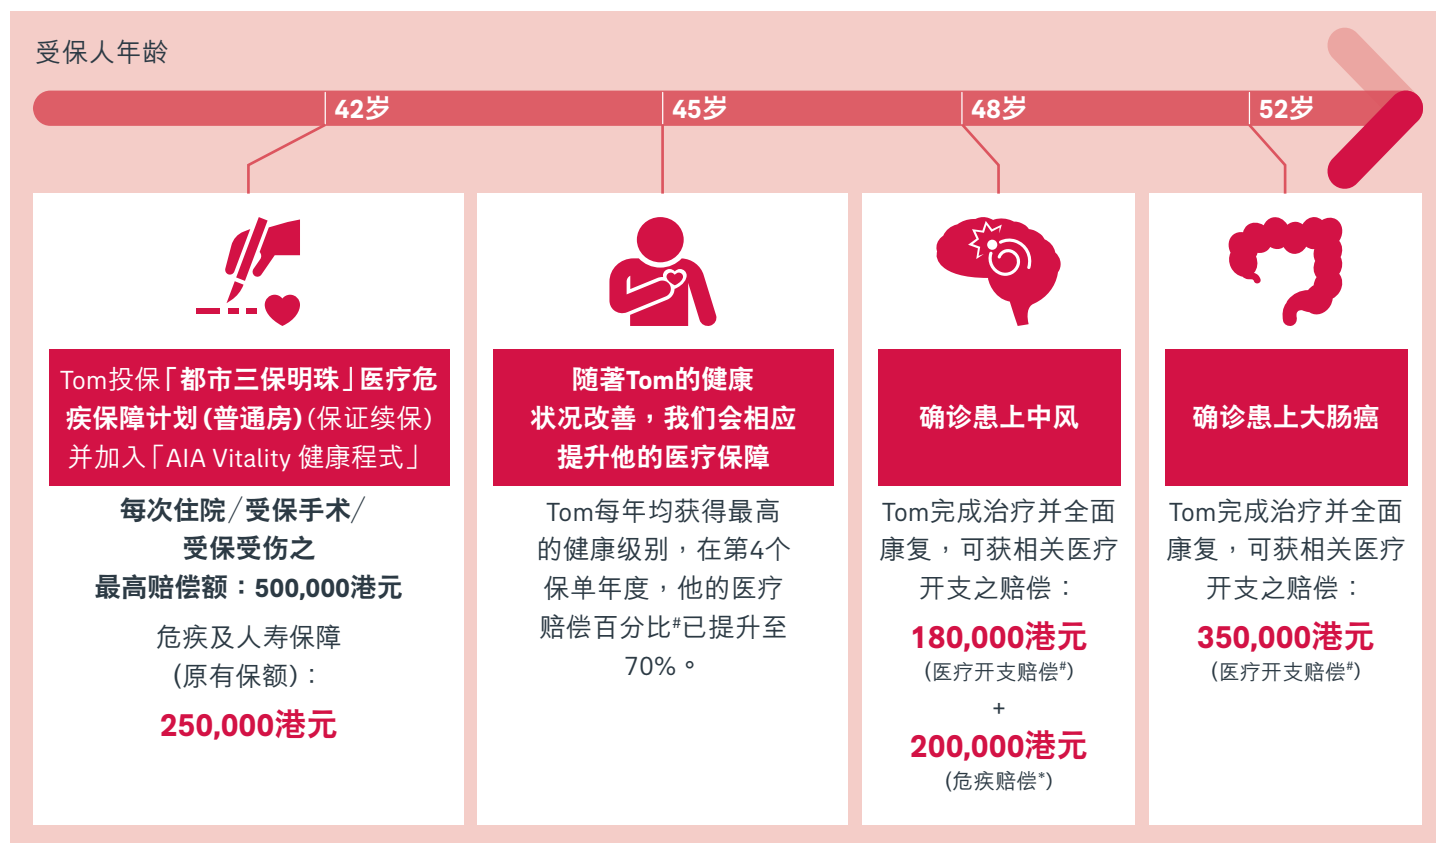 受保人年龄
42岁
45岁
48岁
52岁
Tom投保「都市三保明珠」医疗危
疾保障计划(普通房)(保证续保)
并加入「AIA Vitality 健康程式」
每次住院/受保手术/
受保受伤之
最高赔偿额：500,000港元
危疾及人寿保障
(原有保额)：
250,000港元
随著Tom的健康
状况改善，我们会相应
提升他的医疗保障
Tom每年均获得最高
的健康级别，在第4个
保单年度，他的医疗
赔偿百分比#已提升至
70%。
确诊患上中风
Tom完成治疗并全面
康复，可获相关医疗
开支之赔偿：
180,000港元
(医疗开支赔偿#)
+
200,000港元
(危疾赔偿*)
确诊患上大肠癌
Tom完成治疗并全面
康复，可获相关医疗
开支之赔偿：
350,000港元
(医疗开支赔偿#)